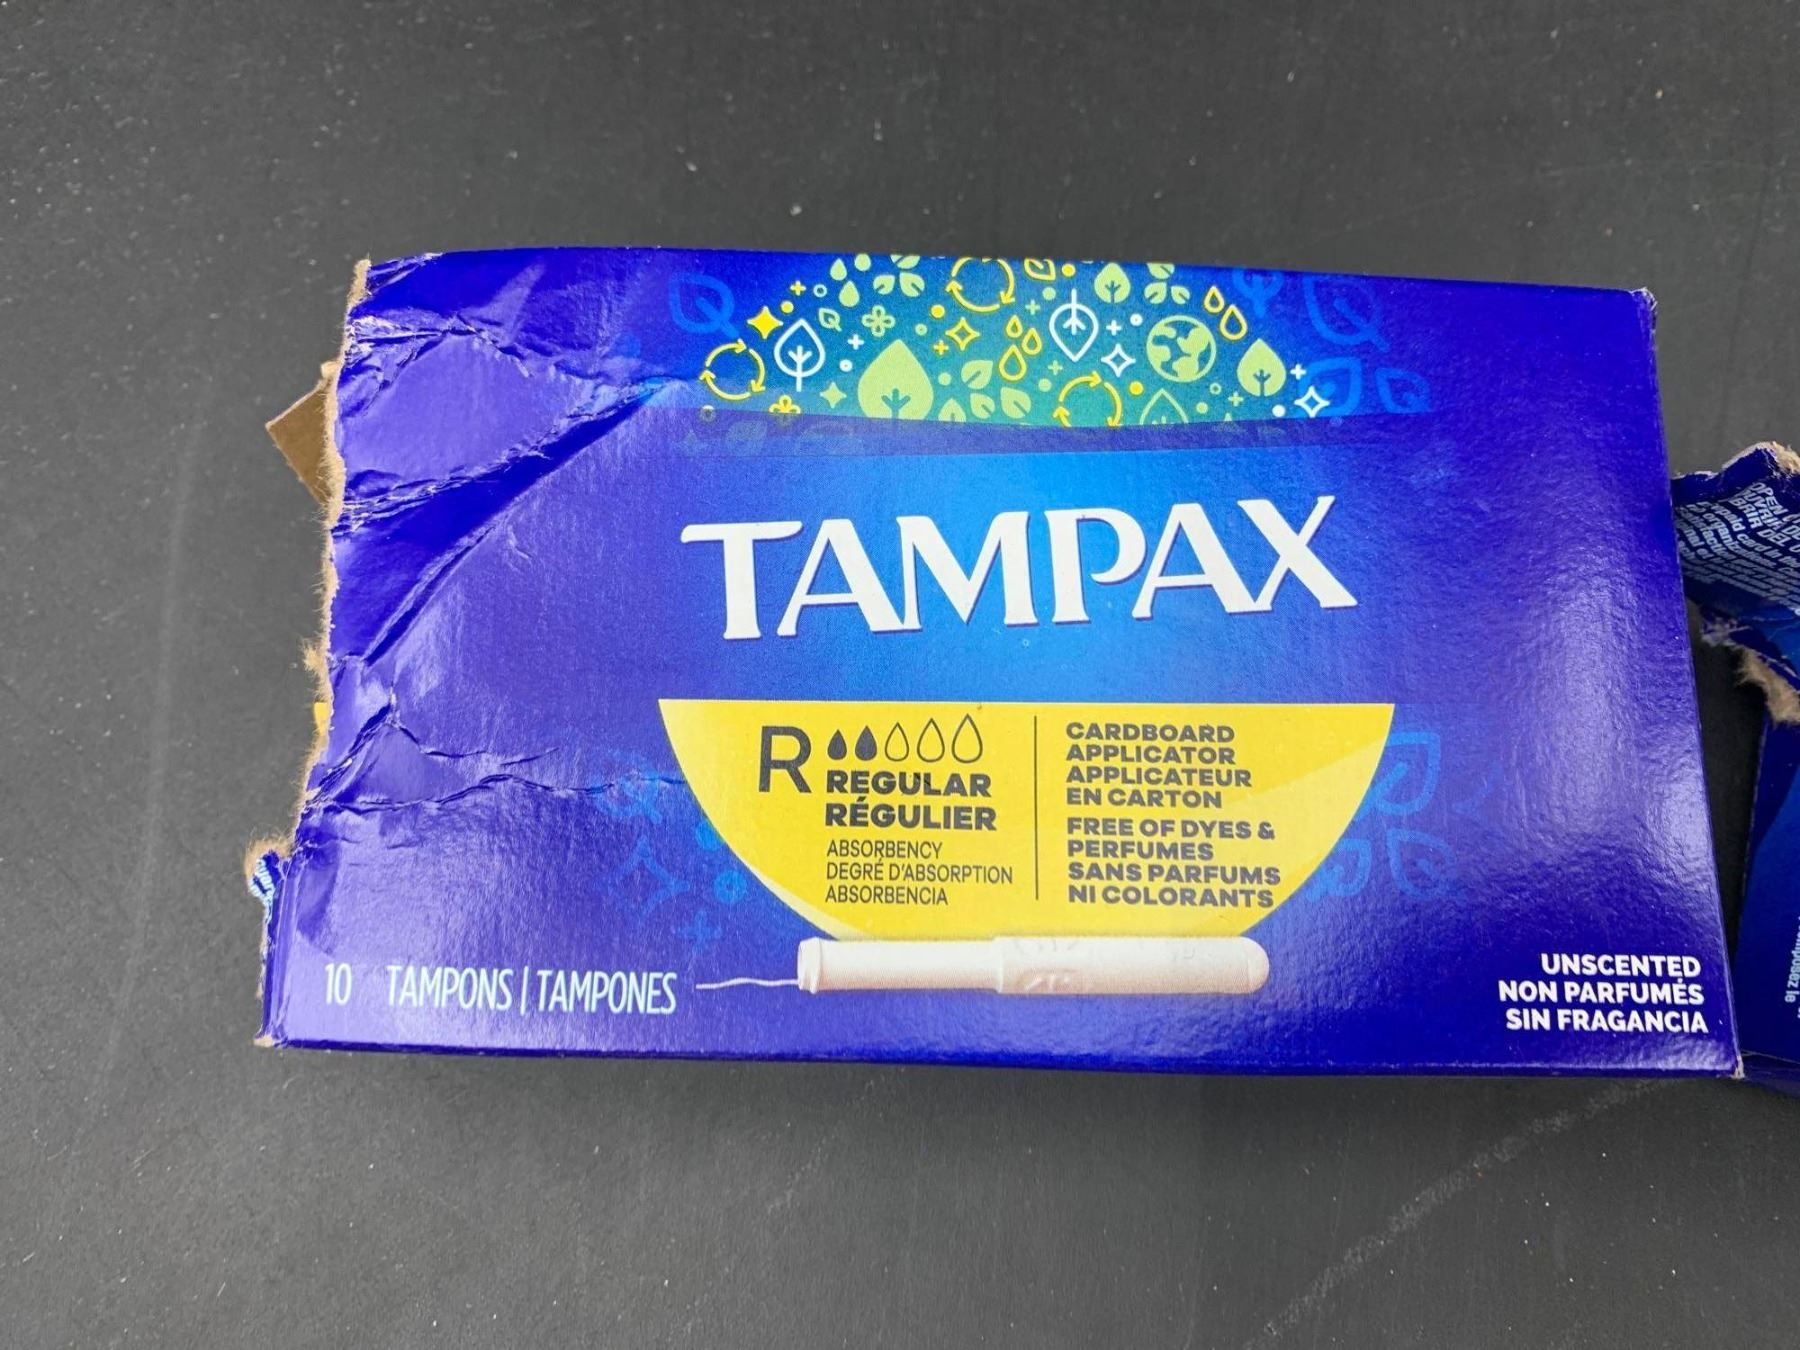 TAMPAX
R
REGULAR
RÉGULIER
ABSORBENCY
DEGRÉ D'ABSORPTION
ABSORBENCIA
CARDBOARD
APPLICATOR
APPLICATEUR
EN CARTON
FREE OF DYES &
PERFUMES
SANS PARFUMS
NI COLORANTS
10 TAMPONS | TAMPONES
UNSCENTED
NON PARFUMÉS
SIN FRAGANCIA